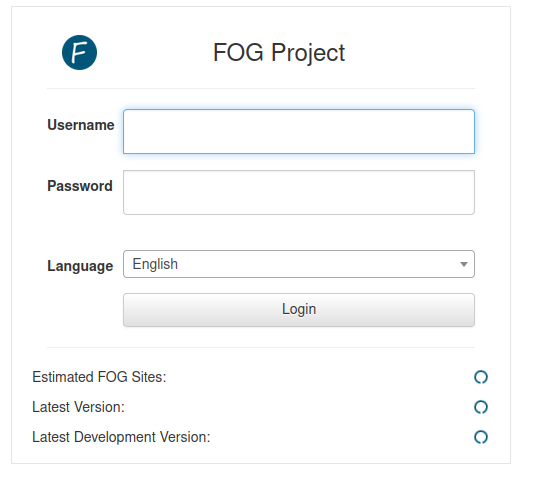 F
FOG Project
Username
Password
Language English
Login
Estimated FOG Sites:
Latest Version:
Latest Development Version: